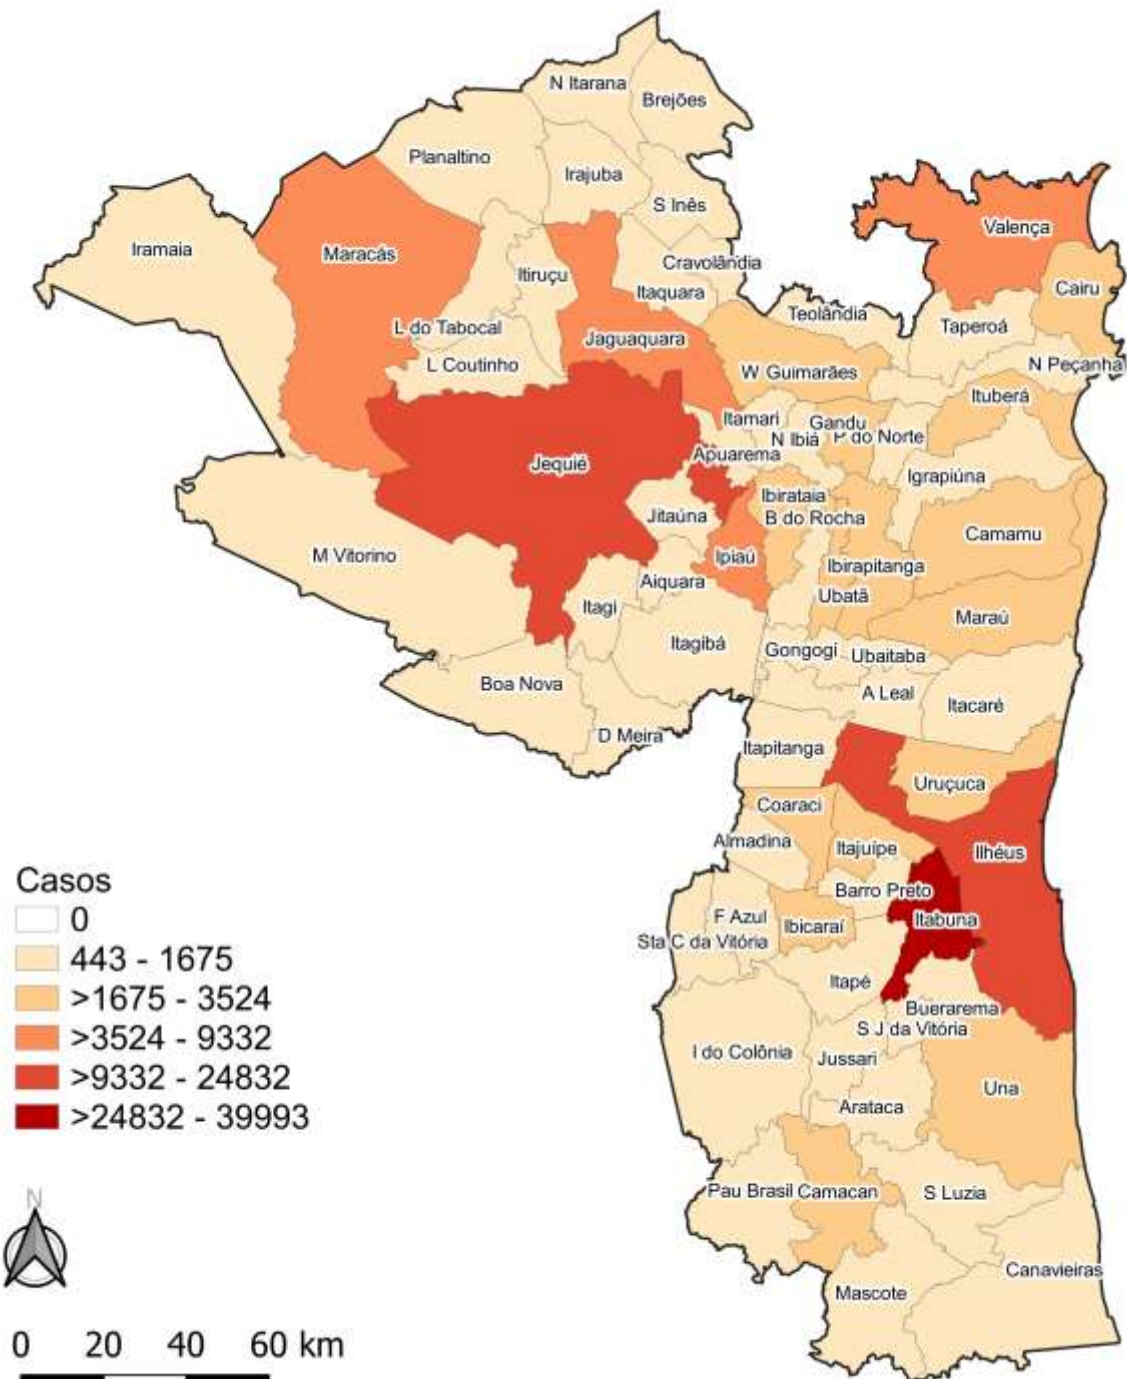 N Itarana
Brejões
Planaltino
Irajuba
S Inês
Valença
Iramaia
Maracás
Cravolândia
Itiruçu
Itaquara
Cairu
Teolândia
Taperoá
L do Tabocal
Jaguaquara
L Coutinho
N Peçanha
W Guimarães
Ituberá
Itamari
Gandu
N Ibiá
P do Norte
Apuarema
Jequié
Igrapiúna
Ibirataia
Jitaúna
B do Rocha
Camamu
M Vitorino
Ipiaú
Ibirapitanga
Aiquara
Ubatã
Itagi
Maraú
Itagibá
Gongogi
Ubaitaba
Boa Nova
A Leal
Itacaré
D Meira
Itapitanga
Uruçuca
Coaraci
Almadina
Itajuípe
Ilhéus
Barro Preto
F Azul
Ibicaraí
Itabuna
Sta C da Vitória
Itapé
Buerarema
S J da Vitória
I do Colônia
Jussari
Una
Arataca
Pau Brasil
Camacan
S Luzia
Canavieiras
Mascote
Casos
0
443 - 1675
>1675 - 3524
>3524 - 9332
>9332 - 24832
>24832 - 39993
N
0 20 40 60 km